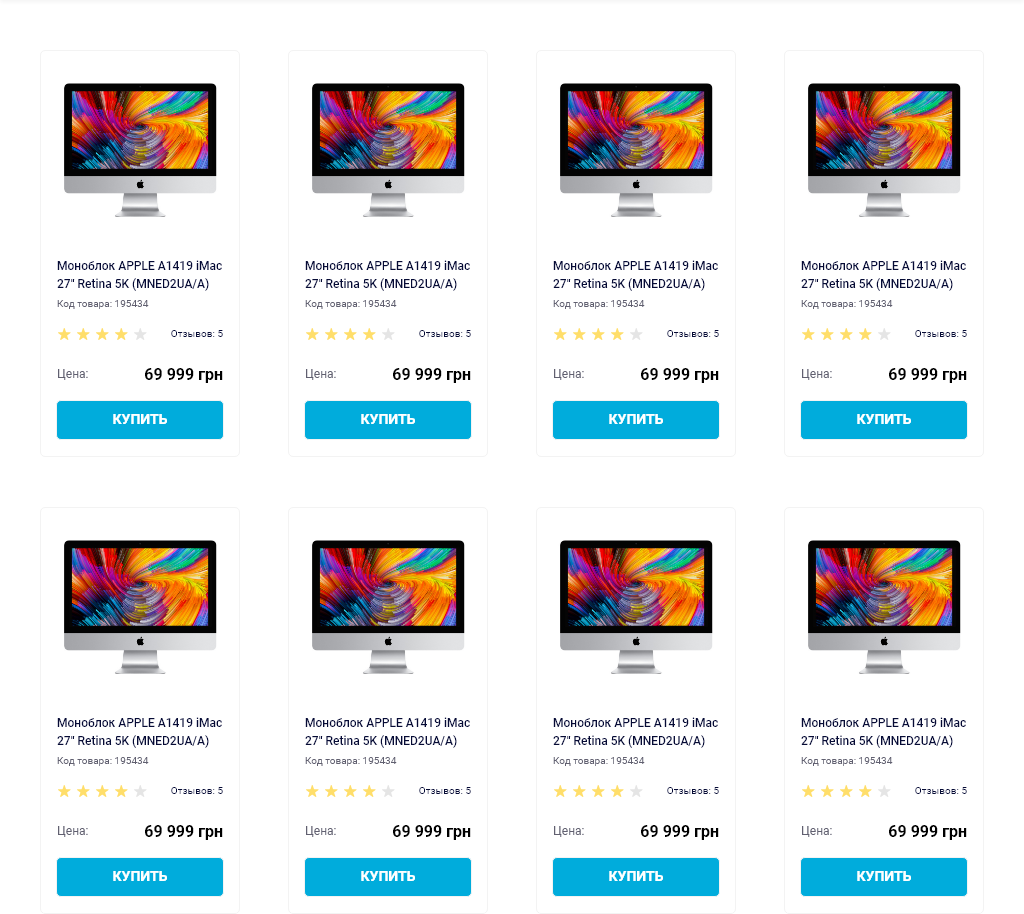 Моноблок APPLE A1419 iMac
27" Retina 5K (MNED2UA/A)
Код товара: 195434
Отзывов: 5
Цена: 69 999 грн
КУПИТЬ
Моноблок APPLE A1419 iMac
27" Retina 5K (MNED2UA/A)
Код товара: 195434
Отзывов: 5
Цена: 69 999 грн
КУПИТЬ
Моноблок APPLE A1419 iMac
27" Retina 5K (MNED2UA/A)
Код товара: 195434
Отзывов: 5
Цена: 69 999 грн
КУПИТЬ
Моноблок APPLE A1419 iMac
27" Retina 5K (MNED2UA/A)
Код товара: 195434
Отзывов: 5
Цена: 69 999 грн
КУПИТЬ
Моноблок APPLE A1419 iMac
27" Retina 5K (MNED2UA/A)
Код товара: 195434
Отзывов: 5
Цена: 69 999 грн
КУПИТЬ
Моноблок APPLE A1419 iMac
27" Retina 5K (MNED2UA/A)
Код товара: 195434
Отзывов: 5
Цена: 69 999 грн
КУПИТЬ
Моноблок APPLE A1419 iMac
27" Retina 5K (MNED2UA/A)
Код товара: 195434
Отзывов: 5
Цена: 69 999 грн
КУПИТЬ
Моноблок APPLE A1419 iMac
27" Retina 5K (MNED2UA/A)
Код товара: 195434
Отзывов: 5
Цена: 69 999 грн
КУПИТЬ